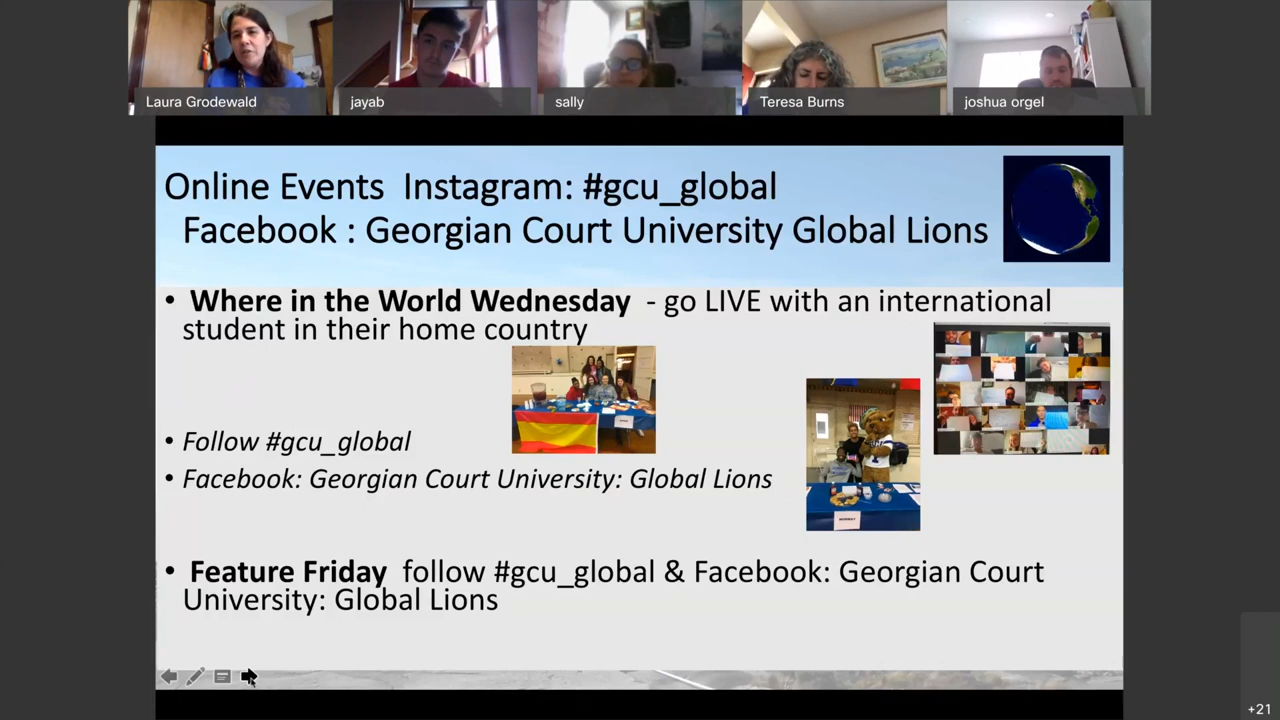 Laura Grodewald
jayab
sally
Teresa Burns
joshua orgel
Online Events Instagram: #gcu_global
Facebook : Georgian Court University Global Lions
• Where in the World Wednesday - go LIVE with an international
student in their home country
• Follow #gcu_global
• Facebook: Georgian Court University: Global Lions
• Feature Friday follow #gcu_global & Facebook: Georgian Court
University: Global Lions
+21